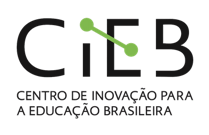 CiEB
CENTRO DE INOVAÇÃO PARA
A EDUCAÇÃO BRASILEIRA